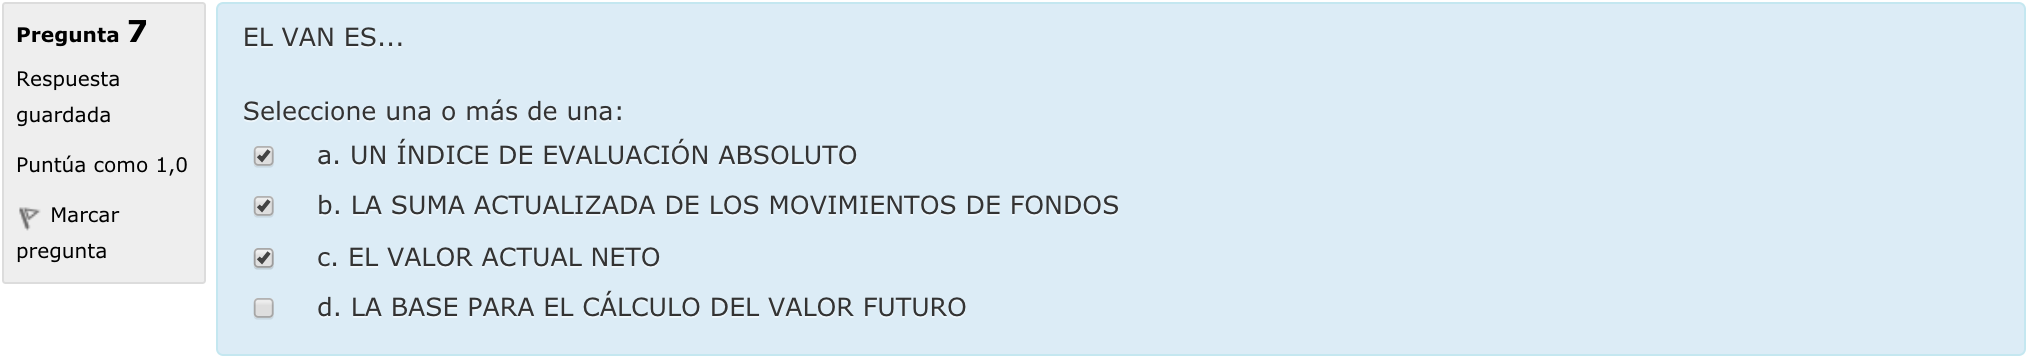 Pregunta 7
Respuesta
guardada
Puntúa como 1,0
Marcar
pregunta
EL VAN ES...
Seleccione una o más de una:
a. UN ÍNDICE DE EVALUACIÓN ABSOLUTO
b. LA SUMA ACTUALIZADA DE LOS MOVIMIENTOS DE FONDOS
c. EL VALOR ACTUAL NETO
d. LA BASE PARA EL CÁLCULO DEL VALOR FUTURO